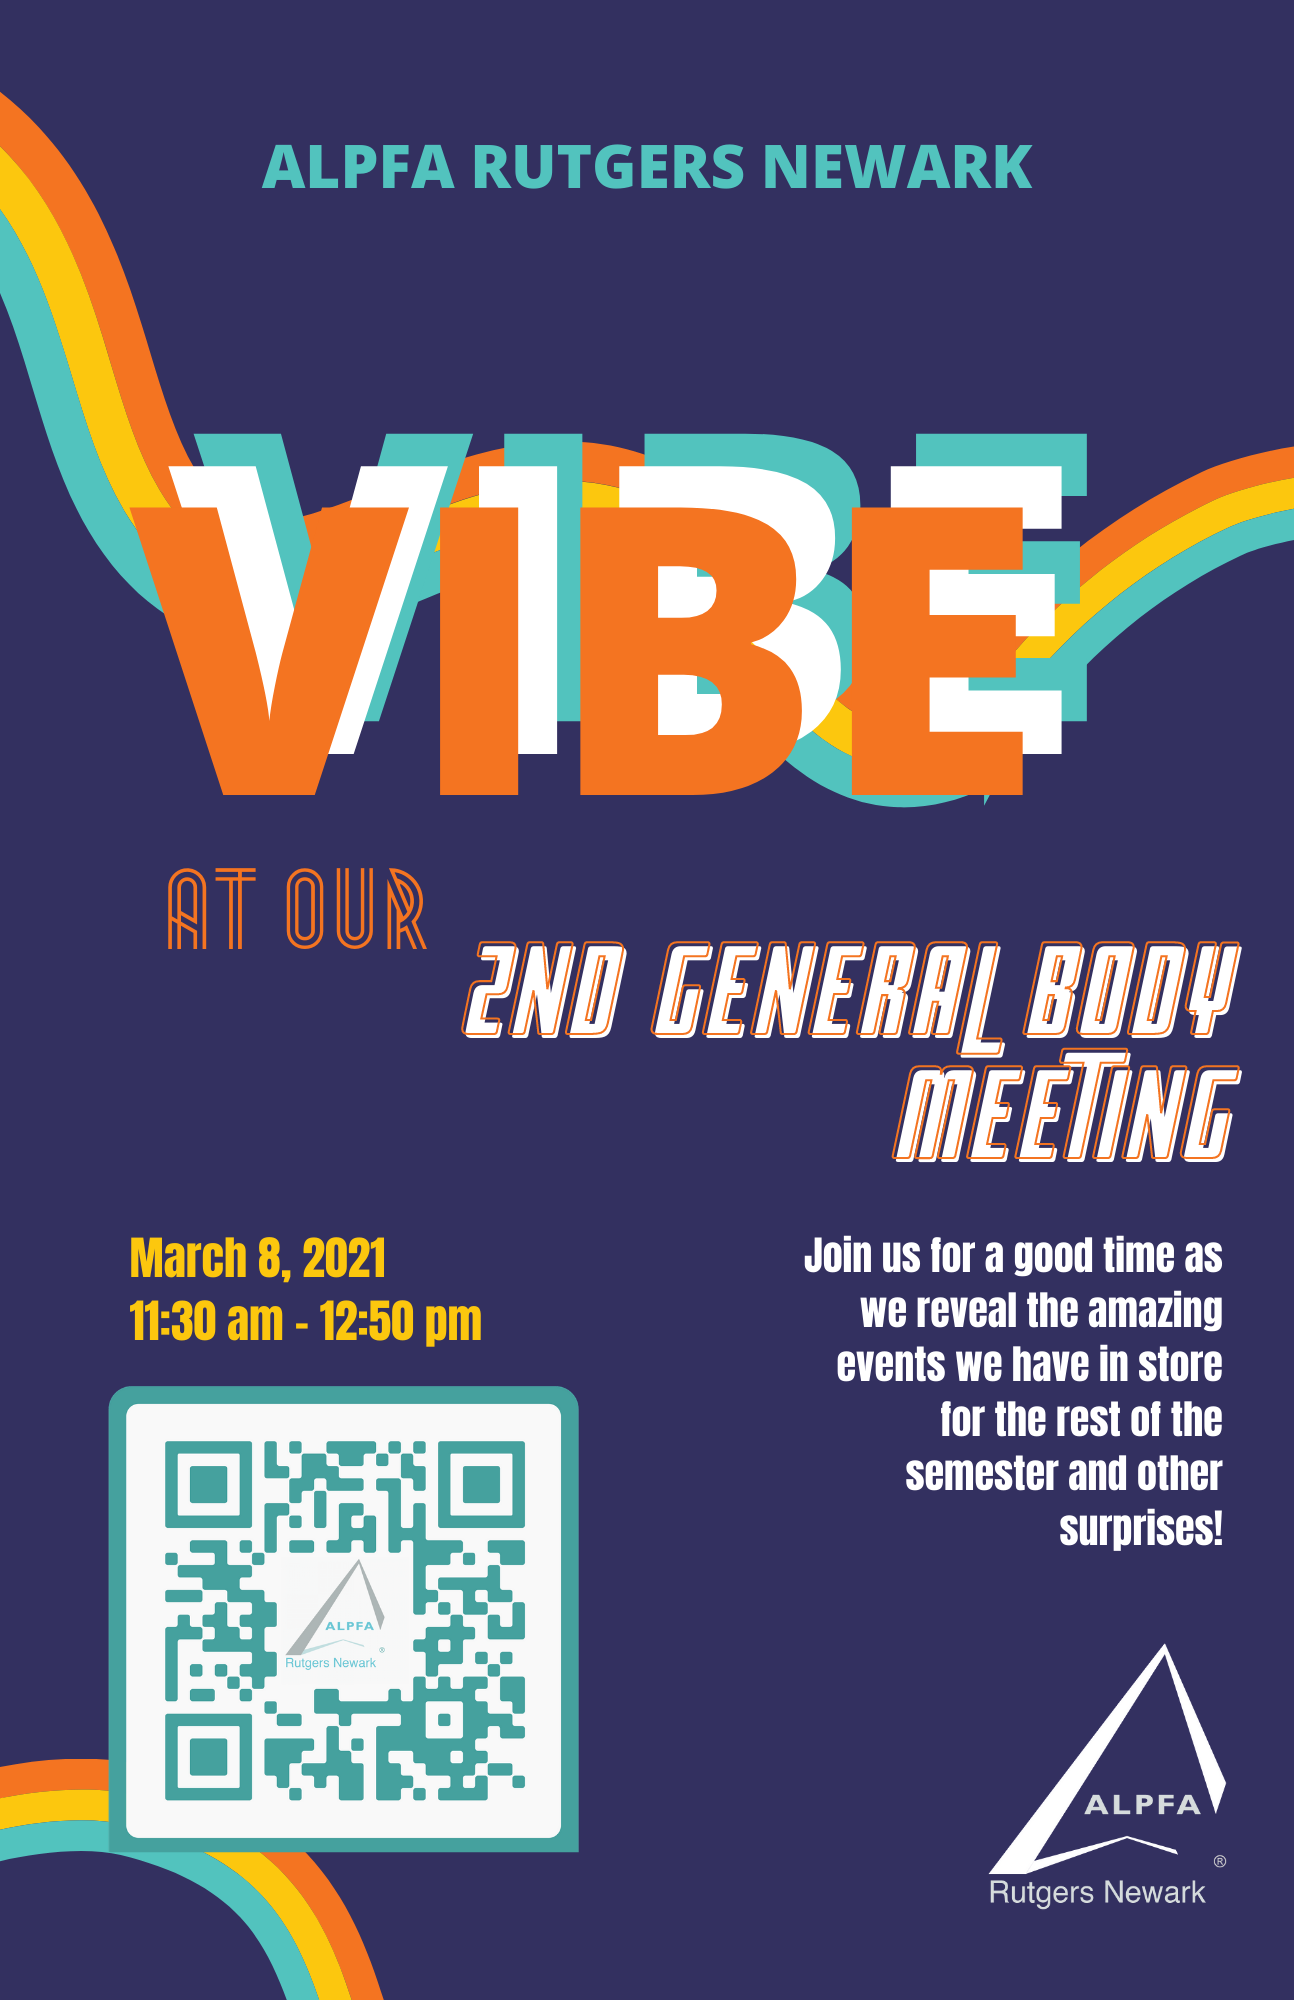 ALPFA RUTGERS NEWARK
VIBE
AT OUR
2ND GENERAL BODY
MEETING
March 8, 2021
11:30 am - 12:50 pm
Join us for a good time as
we reveal the amazing
events we have in store
for the rest of the
semester and other
surprises!
ALPFA
®
Rutgers Newark
ALPFA
®
Rutgers Newark